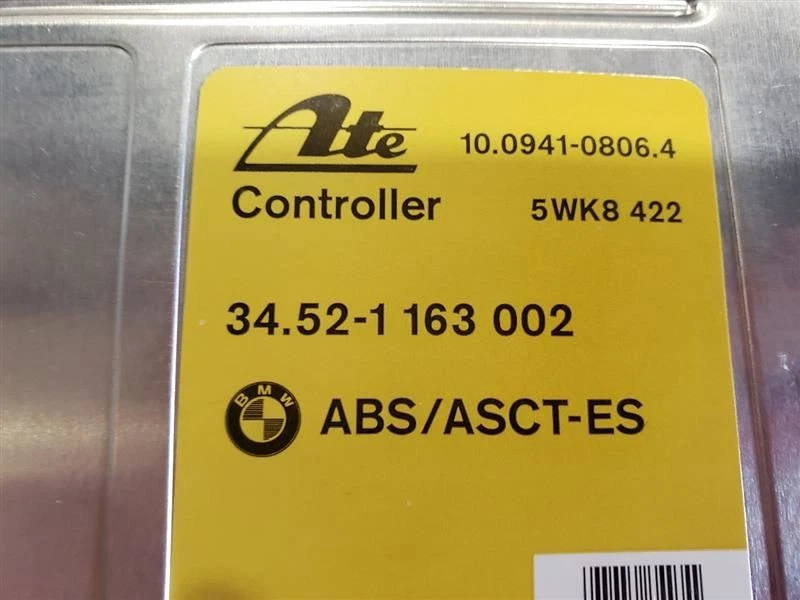 Ate 10.0941-0806.4
Controller 5WK8 422
34.52-1 163 002
BMW ABS/ASCT-ES